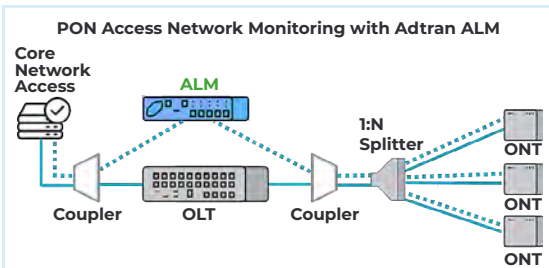 PON Access Network Monitoring with Adtran ALM
Core
Network
Access
ALM
1:N
Splitter
ONT
ONT
ONT
Coupler
OLT
Coupler